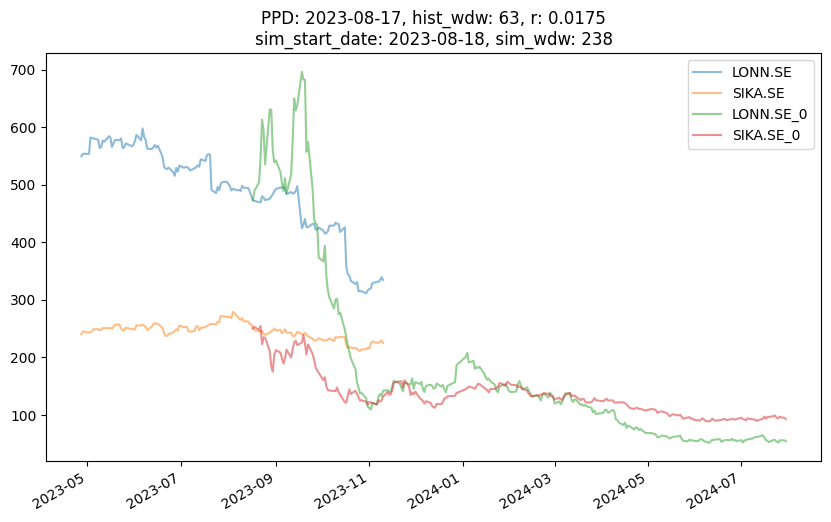 PPD: 2023-08-17, hist_wdw: 63, r: 0.0175
sim_start_date: 2023-08-18, sim_wdw: 238
LONN.SE
SIKA.SE
LONN.SE_0
SIKA.SE_0
700
600
500
400
300
200
100
2023-05
2023-07
2023-09
2023-11
2024-01
2024-03
2024-05
2024-07